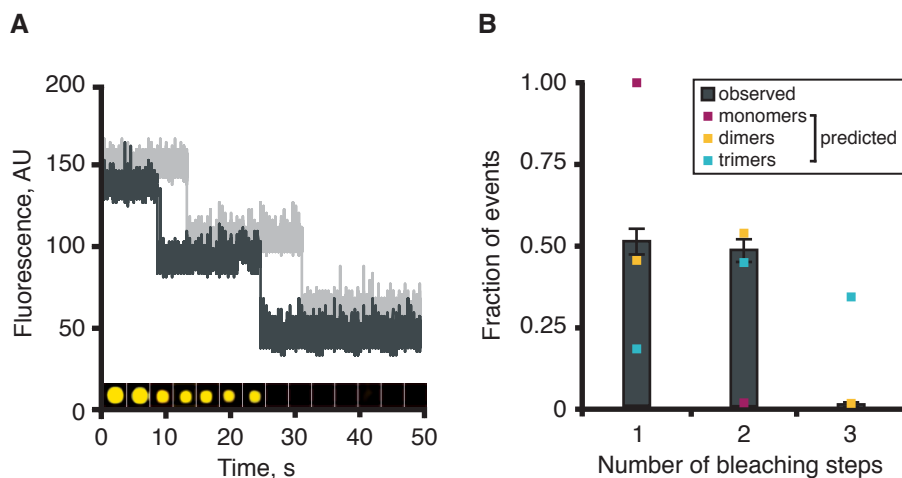 A
Fluorescence, AU
200
150
100
50
0
0 10 20 30 40 50
Time, s
B
Fraction of events
1.00
0.75
0.50
0.25
0
observed
monomers
dimers
trimers
predicted
1 2 3
Number of bleaching steps